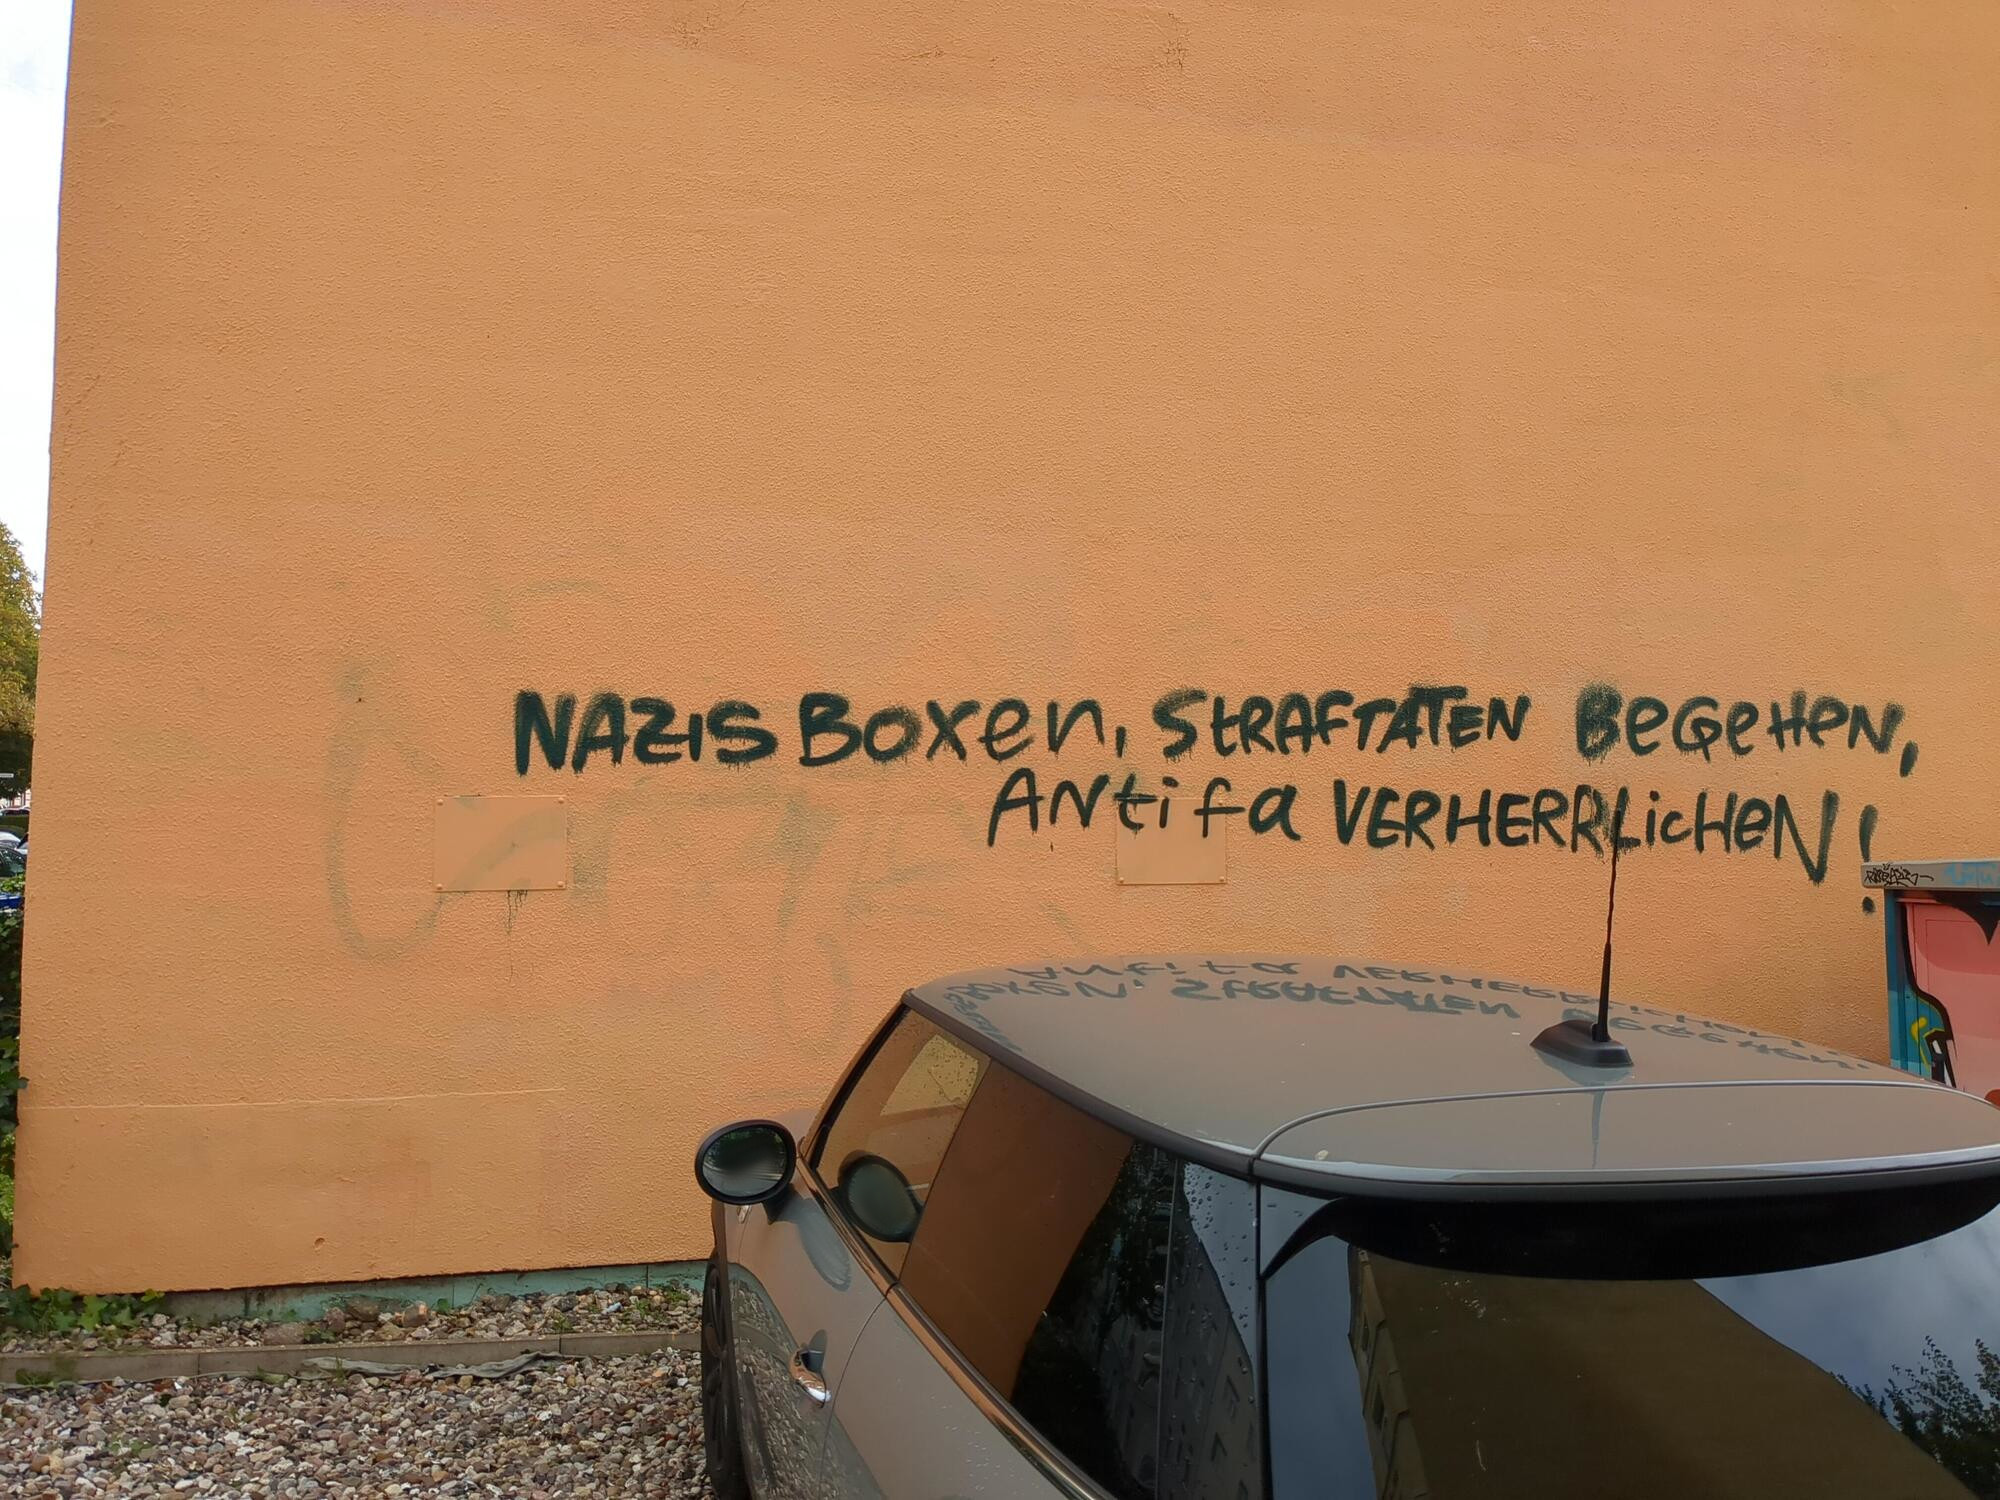 NAZIS BOXEN, STRAFTATEN BEGEHEN,
ANTifa VERHERRLICHEN!